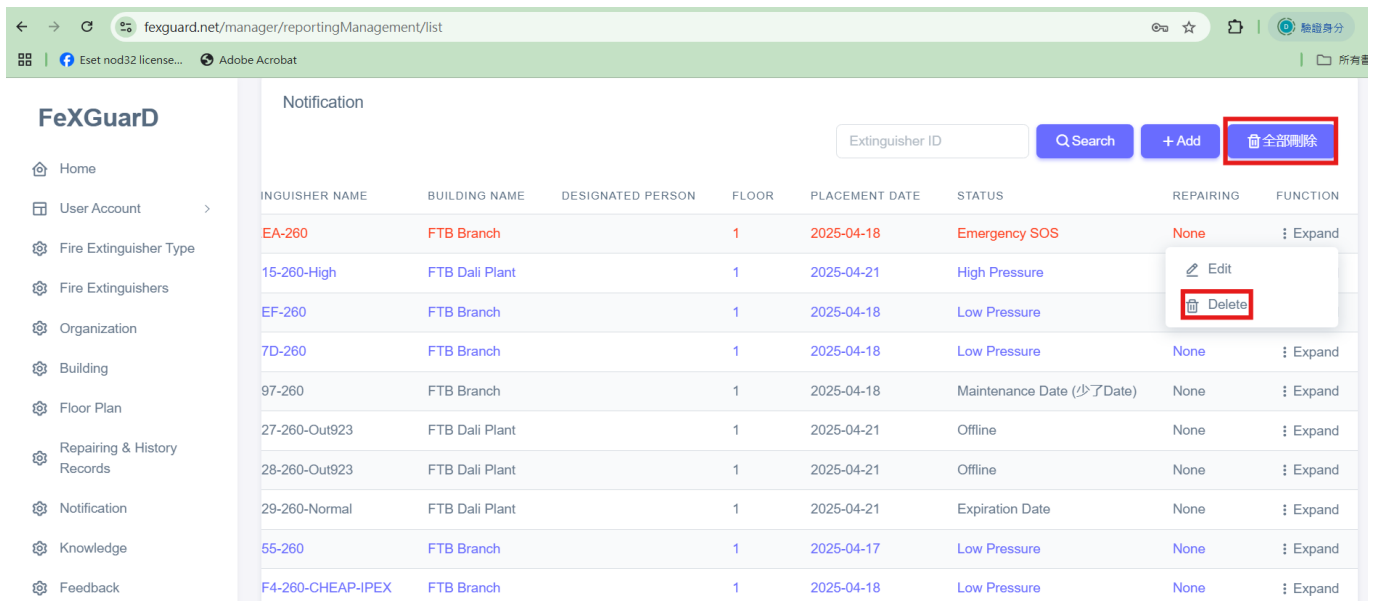 fexguard.net/manager/reportingManagement/list
驗證身分
Eset nod32 license... Adobe Acrobat
所有書
FeXGuarD
Home
User Account
Fire Extinguisher Type
Fire Extinguishers
Organization
Building
Floor Plan
Repairing & History
Records
Notification
Knowledge
Feedback
Notification
Extinguisher ID Search + Add 全部刪除
INGUISHER NAME BUILDING NAME DESIGNATED PERSON FLOOR PLACEMENT DATE STATUS REPAIRING FUNCTION
EA-260 FTB Branch 1 2025-04-18 Emergency SOS None Expand
15-260-High FTB Dali Plant 1 2025-04-21 High Pressure
Edit
EF-260 FTB Branch 1 2025-04-18 Low Pressure
Delete
7D-260 FTB Branch 1 2025-04-18 Low Pressure None Expand
97-260 FTB Branch 1 2025-04-18 Maintenance Date (少了Date) None Expand
27-260-Out923 FTB Dali Plant 1 2025-04-21 Offline None Expand
28-260-Out923 FTB Dali Plant 1 2025-04-21 Offline None Expand
29-260-Normal FTB Dali Plant 1 2025-04-21 Expiration Date None Expand
55-260 FTB Branch 1 2025-04-17 Low Pressure None Expand
F4-260-CHEAP-IPEX FTB Branch 1 2025-04-18 Low Pressure None Expand